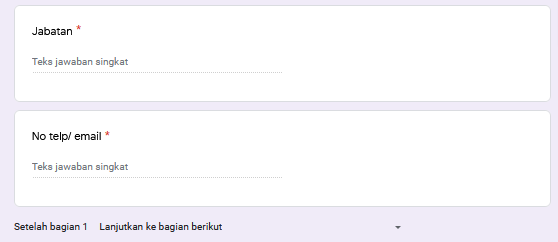 Jabatan *
Teks jawaban singkat
No telp/ email *
Teks jawaban singkat
Setelah bagian 1 Lanjutkan ke bagian berikut